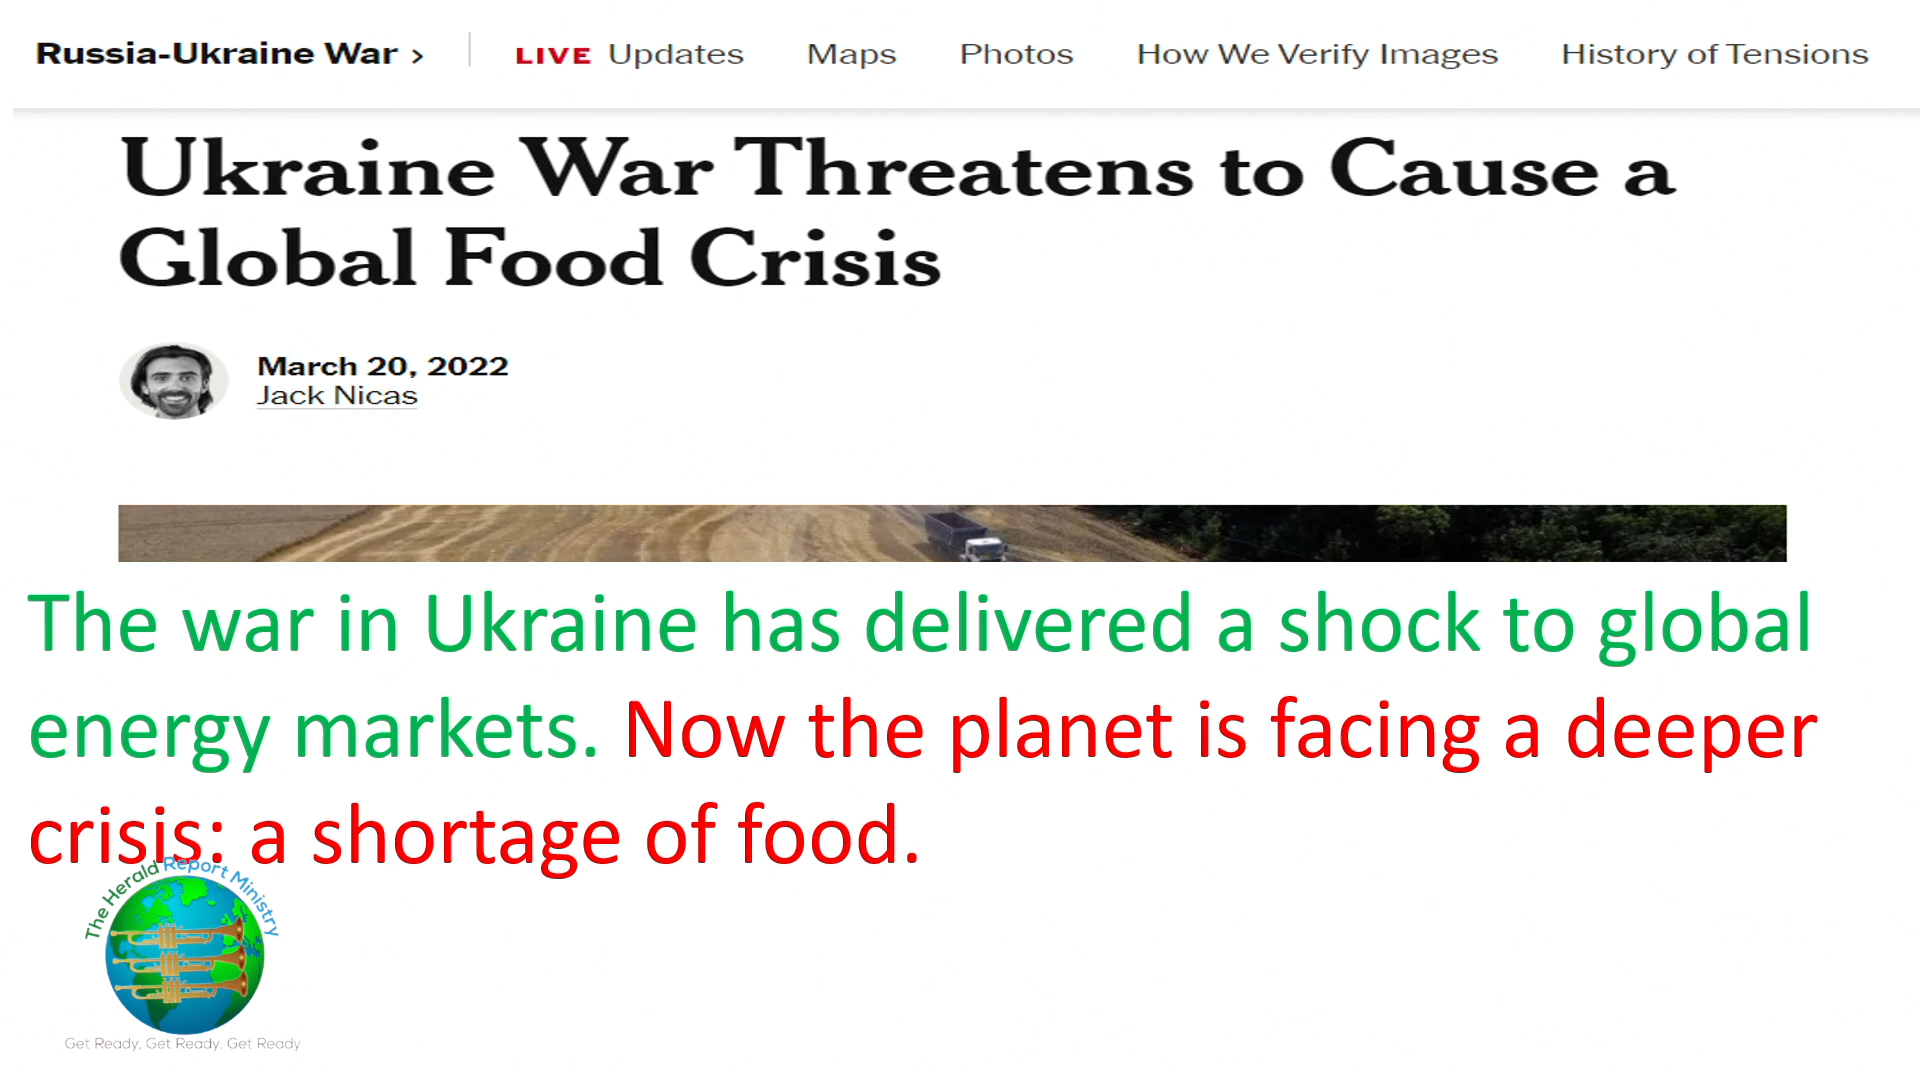 Russia-Ukraine War > LIVE Updates Maps Photos How We Verify Images History of Tensions
Ukraine War Threatens to Cause a
Global Food Crisis
March 20, 2022
Jack Nicas
The war in Ukraine has delivered a shock to global
energy markets. Now the planet is facing a deeper
crisis: a shortage of food.
The Herald Report Ministry
Get Ready, Get Ready, Get Ready